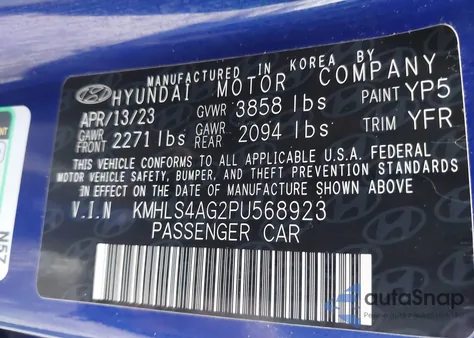 MANUFACTURED IN KOREA BY
HYUNDAI MOTOR COMPANY
APR/13/23 GVWR 3858 lbs PAINT YP5
GAWR FRONT 2271 lbs GAWR REAR 2094 lbs TRIM YFR
THIS VEHICLE CONFORMS TO ALL APPLICABLE U.S.A. FEDERAL
MOTOR VEHICLE SAFETY, BUMPER, AND THEFT PREVENTION STANDARDS
IN EFFECT ON THE DATE OF MANUFACTURE SHOWN ABOVE
V.I.N KMHLS4AG2PU568923
PASSENGER CAR
N57
autoSnap